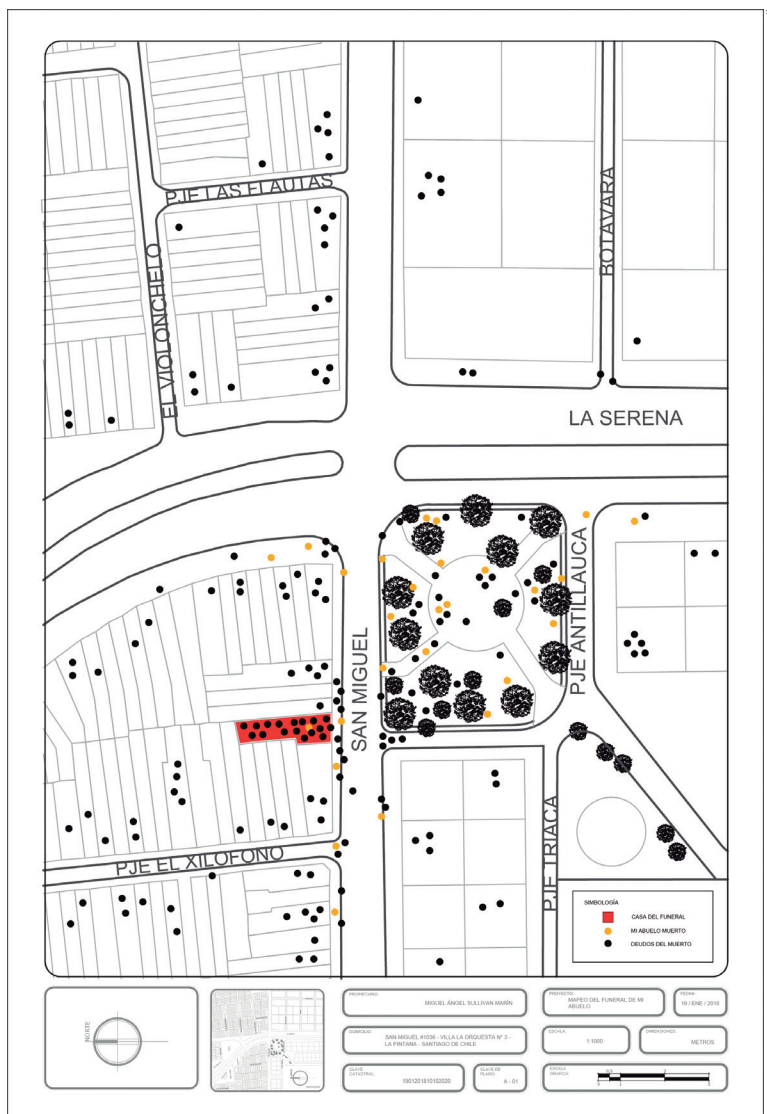 PJE LAS FLAUTAS
EL VIOLONCHELO
BOTAVARA
LA SERENA
SAN MIGUEL
PJE ANTILLAUCA
PJE EL XILOFONO
PJE TRIACA
SIMBOLOGÍA
CASA DEL FUNERAL
MI ABUELO MUERTO
DEUDOS DEL MUERTO
NORTE
PROPIETARIO:
MIGUEL ÁNGEL SULLIVAN MARÍN
PROYECTO:
MAPEO DEL FUNERAL DE MI
ABUELO
FECHA:
19 / ENE / 2018
DOMICILIO:
SAN MIGUEL #1036 - VILLA LA ORQUESTA N° 3 -
LA PINTANA - SANTIAGO DE CHILE
ESCALA:
1:1000
DIMENSIONES:
METROS
CLAVE
CATASTRAL:
1901201810102020
CLAVE DE
PLANO:
A - 01
ESCALA
GRAFICA: